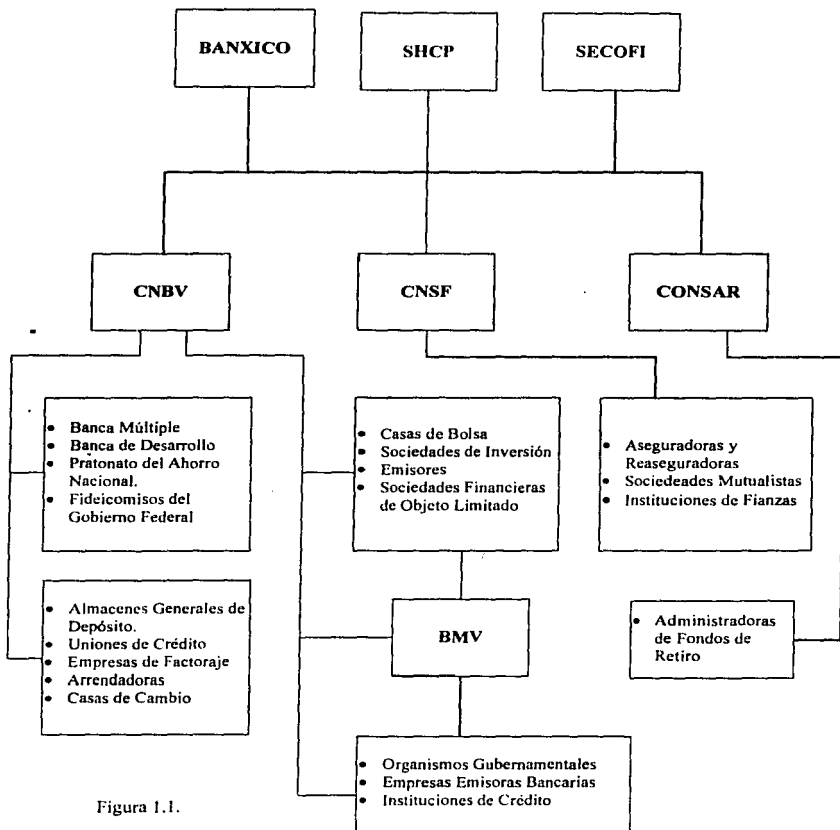 BANXICO
SHCP
SECOFI
CNBV
CNSF
CONSAR
• Banca Múltiple
• Banca de Desarrollo
• Pratonato del Ahorro
Nacional.
• Fideicomisos del
Gobierno Federal
• Casas de Bolsa
• Sociedades de Inversión
• Emisores
• Sociedades Financieras
de Objeto Limitado
• Aseguradoras y
Reaseguradoras
• Sociedeades Mutualistas
• Instituciones de Fianzas
• Almacenes Generales de
Depósito.
• Uniones de Crédito
• Empresas de Factoraje
• Arrendadoras
• Casas de Cambio
BMV
• Administradoras
de Fondos de
Retiro
• Organismos Gubernamentales
• Empresas Emisoras Bancarias
• Instituciones de Crédito
Figura 1.1.